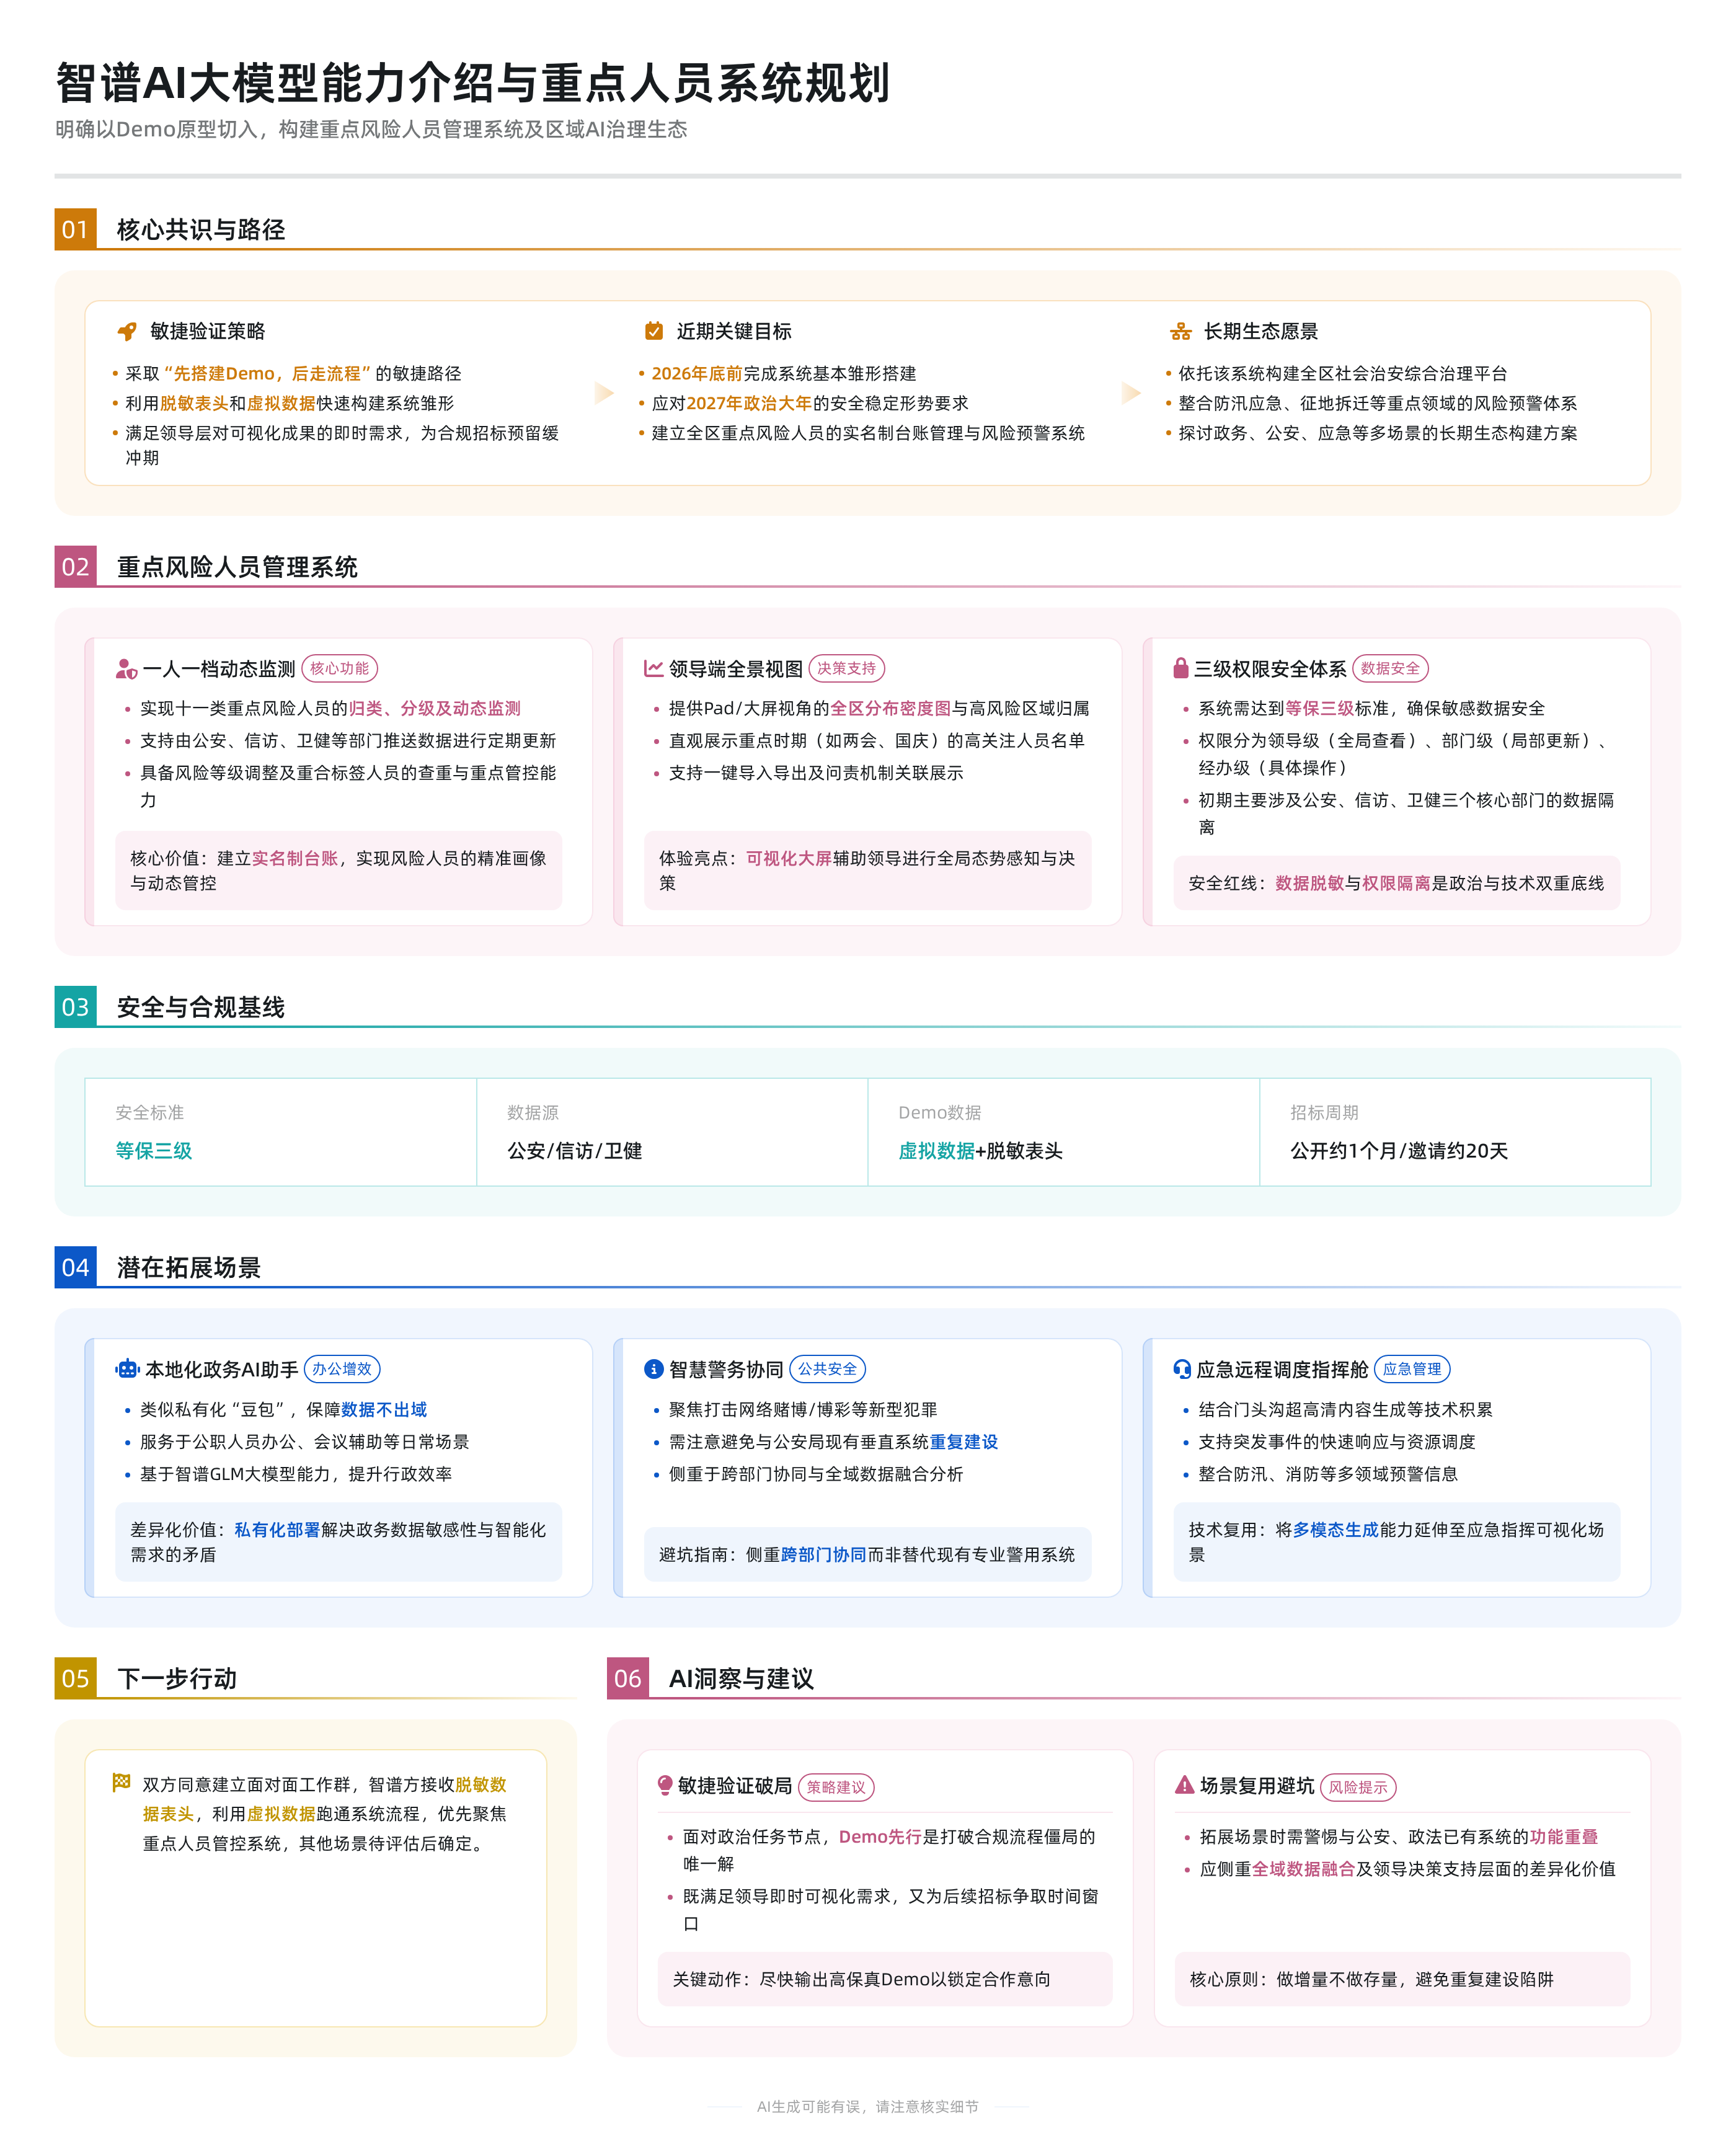 智谱AI大模型能力介绍与重点人员系统规划
明确以Demo原型切入，构建重点风险人员管理系统及区域AI治理生态
01 核心共识与路径
敏捷验证策略
• 采取“先搭建Demo，后走流程”的敏捷路径
• 利用脱敏表头和虚拟数据快速构建系统雏形
• 满足领导层对可视化成果的即时需求，为合规招标预留缓
冲期
近期关键目标
• 2026年底前完成系统基本雏形搭建
• 应对2027年政治大年的安全稳定形势要求
• 建立全区重点风险人员的实名制台账管理与风险预警系统
长期生态愿景
• 依托该系统构建全区社会治安综合治理平台
• 整合防汛应急、征地拆迁等重点领域的风险预警体系
• 探讨政务、公安、应急等多场景的长期生态构建方案
02 重点风险人员管理系统
一人一档动态监测 核心功能
• 实现十一类重点风险人员的归类、分级及动态监测
• 支持由公安、信访、卫健等部门推送数据进行定期更新
• 具备风险等级调整及重合标签人员的查重与重点管控能
力
核心价值：建立实名制台账，实现风险人员的精准画像
与动态管控
领导端全景视图 决策支持
• 提供Pad/大屏视角的全区分布密度图与高风险区域归属
• 直观展示重点时期（如两会、国庆）的高关注人员名单
• 支持一键导入导出及问责机制关联展示
体验亮点：可视化大屏辅助领导进行全局态势感知与决
策
三级权限安全体系 数据安全
• 系统需达到等保三级标准，确保敏感数据安全
• 权限分为领导级（全局查看）、部门级（局部更新）、
经办级（具体操作）
• 初期主要涉及公安、信访、卫健三个核心部门的数据隔
离
安全红线：数据脱敏与权限隔离是政治与技术双重底线
03 安全与合规基线
安全标准
等保三级
数据源
公安/信访/卫健
Demo数据
虚拟数据+脱敏表头
招标周期
公开约1个月/邀请约20天
04 潜在拓展场景
本地化政务AI助手 办公增效
• 类似私有化“豆包”，保障数据不出域
• 服务于公职人员办公、会议辅助等日常场景
• 基于智谱GLM大模型能力，提升行政效率
差异化价值：私有化部署解决政务数据敏感性与智能化
需求的矛盾
智慧警务协同 公共安全
• 聚焦打击网络赌博/博彩等新型犯罪
• 需注意避免与公安局现有垂直系统重复建设
• 侧重于跨部门协同与全域数据融合分析
避坑指南：侧重跨部门协同而非替代现有专业警用系统
应急远程调度指挥舱 应急管理
• 结合门头沟超高清内容生成等技术积累
• 支持突发事件的快速响应与资源调度
• 整合防汛、消防等多领域预警信息
技术复用：将多模态生成能力延伸至应急指挥可视化场
景
05 下一步行动
双方同意建立面对面工作群，智谱方接收脱敏数
据表头，利用虚拟数据跑通系统流程，优先聚焦
重点人员管控系统，其他场景待评估后确定。
06 AI洞察与建议
敏捷验证破局 策略建议
• 面对政治任务节点，Demo先行是打破合规流程僵局的
唯一解
• 既满足领导即时可视化需求，又为后续招标争取时间窗
口
关键动作：尽快输出高保真Demo以锁定合作意向
场景复用避坑 风险提示
• 拓展场景时需警惕与公安、政法已有系统的功能重叠
• 应侧重全域数据融合及领导决策支持层面的差异化价值
核心原则：做增量不做存量，避免重复建设陷阱
AI生成可能有误，请注意核实细节